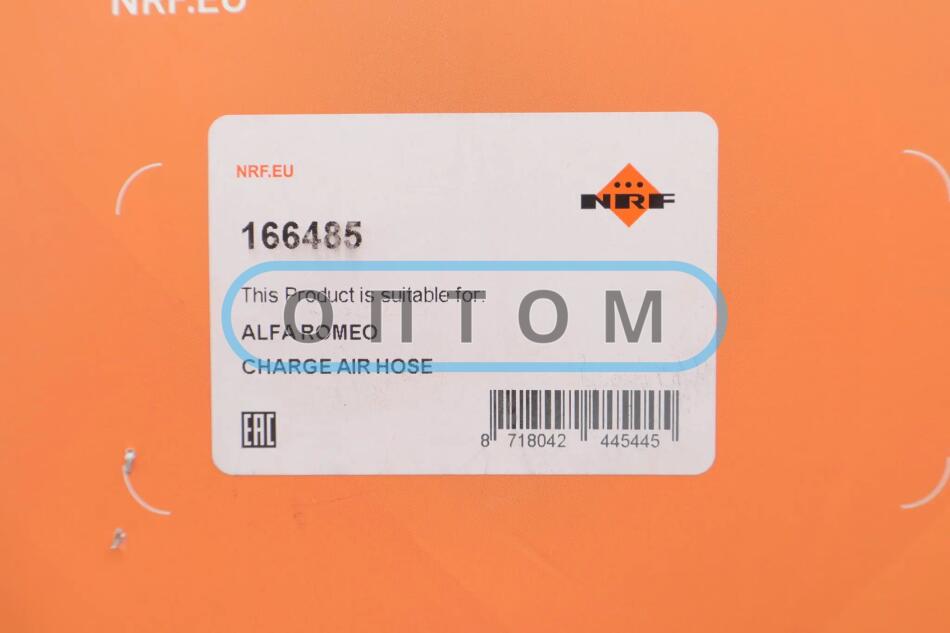 NRF.EU
NRF.EU
NRF
166485
This Product is suitable for:
ОПТОМ
ALFA ROMEO
CHARGE AIR HOSE
EAC
8 718042 445445